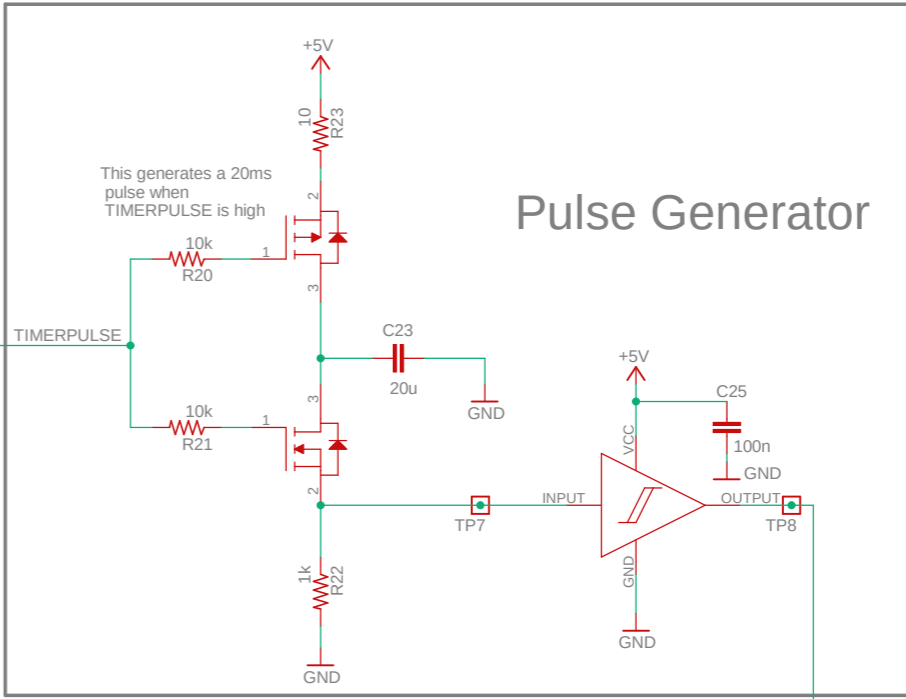 +5V
10
R23
This generates a 20ms
pulse when
TIMERPULSE is high
2
Pulse Generator
10k
1
R20
3
TIMERPULSE
C23
20u
GND
+5V
C25
3
10k
1
R21
VCC
100n
GND
2
INPUT
OUTPUT
TP7
TP8
GND
1k
R22
GND
GND